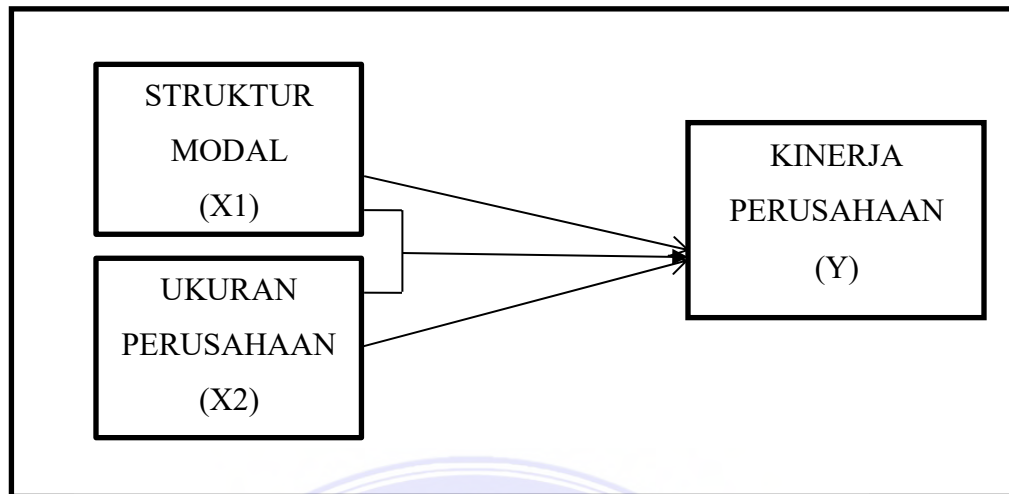 STRUKTUR
MODAL
(X1)
UKURAN
PERUSAHAAN
(X2)
KINERJA
PERUSAHAAN
(Y)